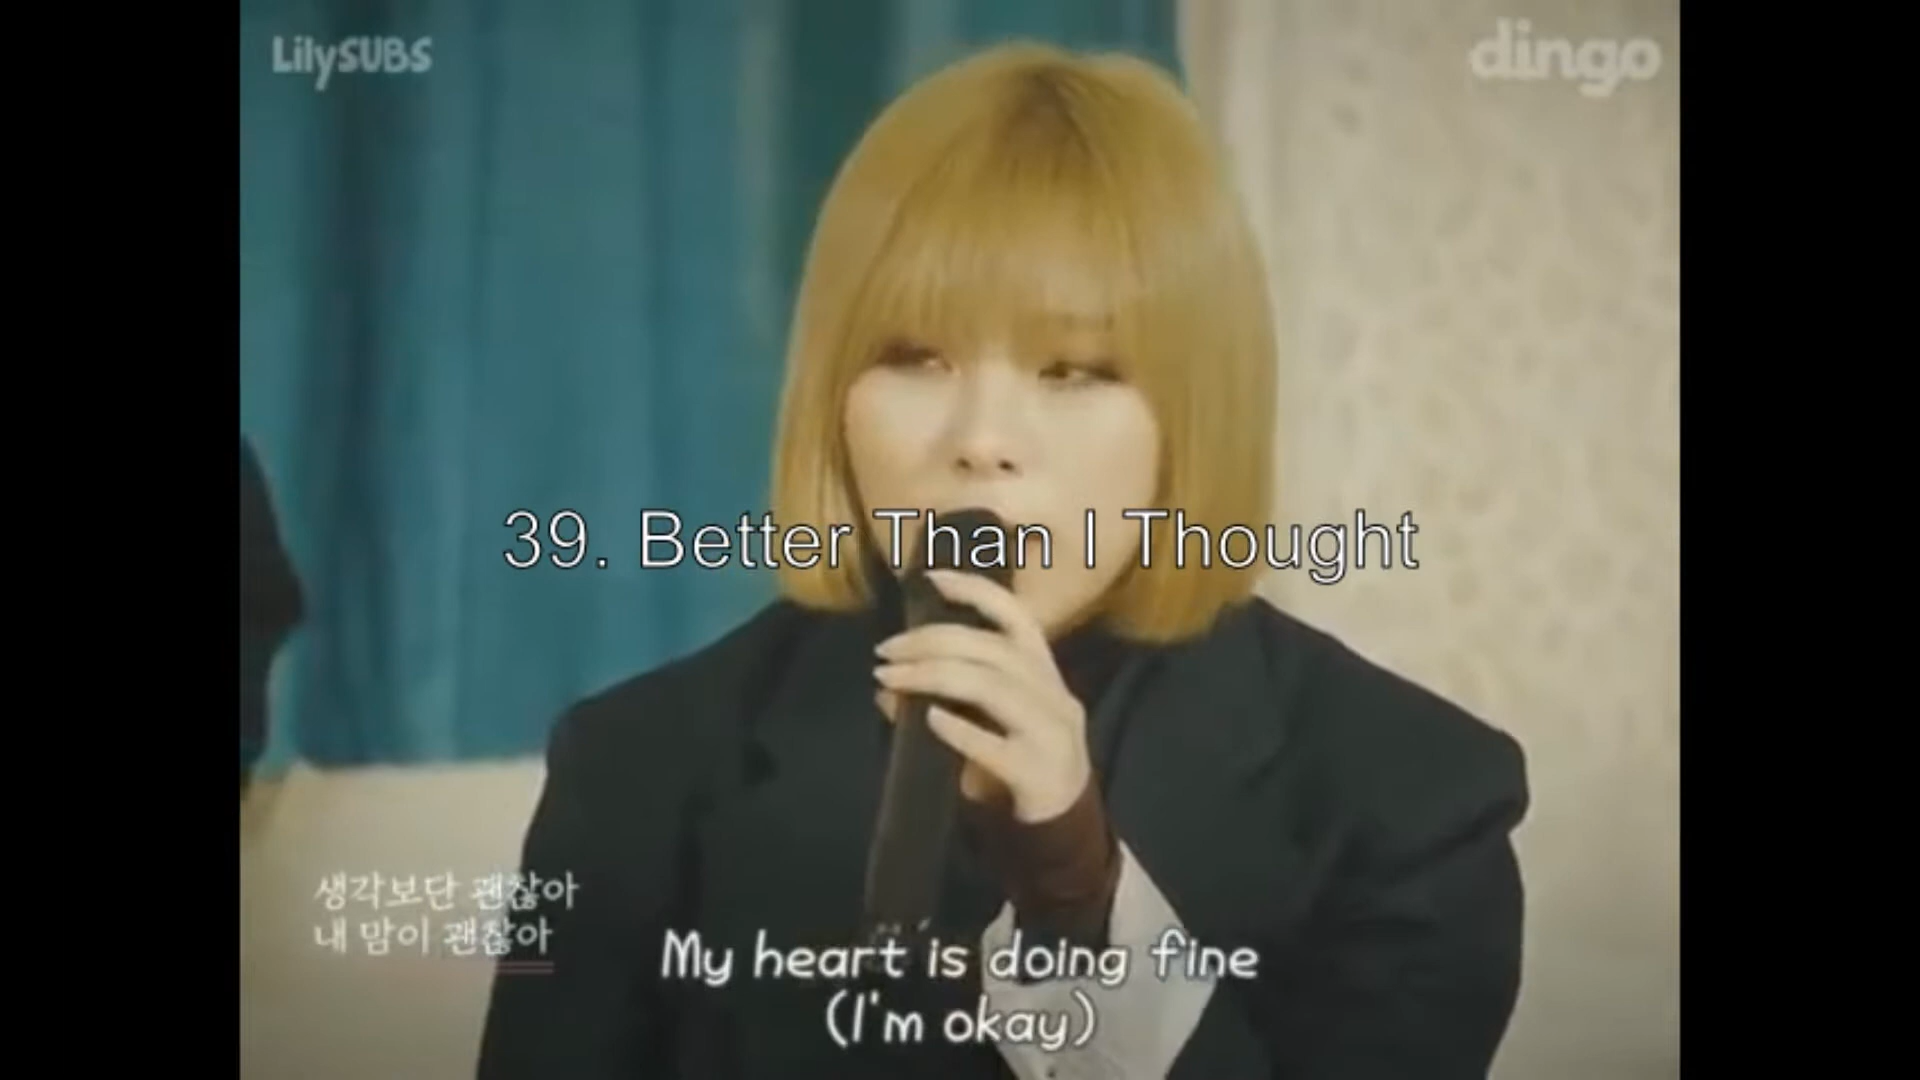 LilySUBS
dingo
39. Better Than I Thought
생각보단 괜찮아
내 맘이 괜찮아
My heart is doing fine
(I'm okay)